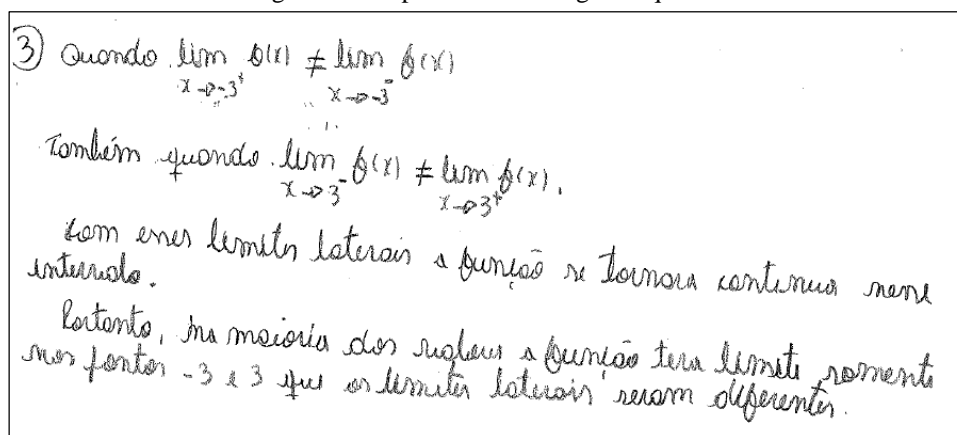 ③ Quando lim f(x) ≠ lim f(x)
x→-3⁺ x→-3⁻
Também quando lim f(x) ≠ lim f(x).
x→3⁻ x→3⁺
Com esses limites laterais a função se tornara continua nesse
intervalo.
Portanto, na maioria dos a função tera limite, somente
nos pontos -3 e 3 que os limites laterais seram diferentes.